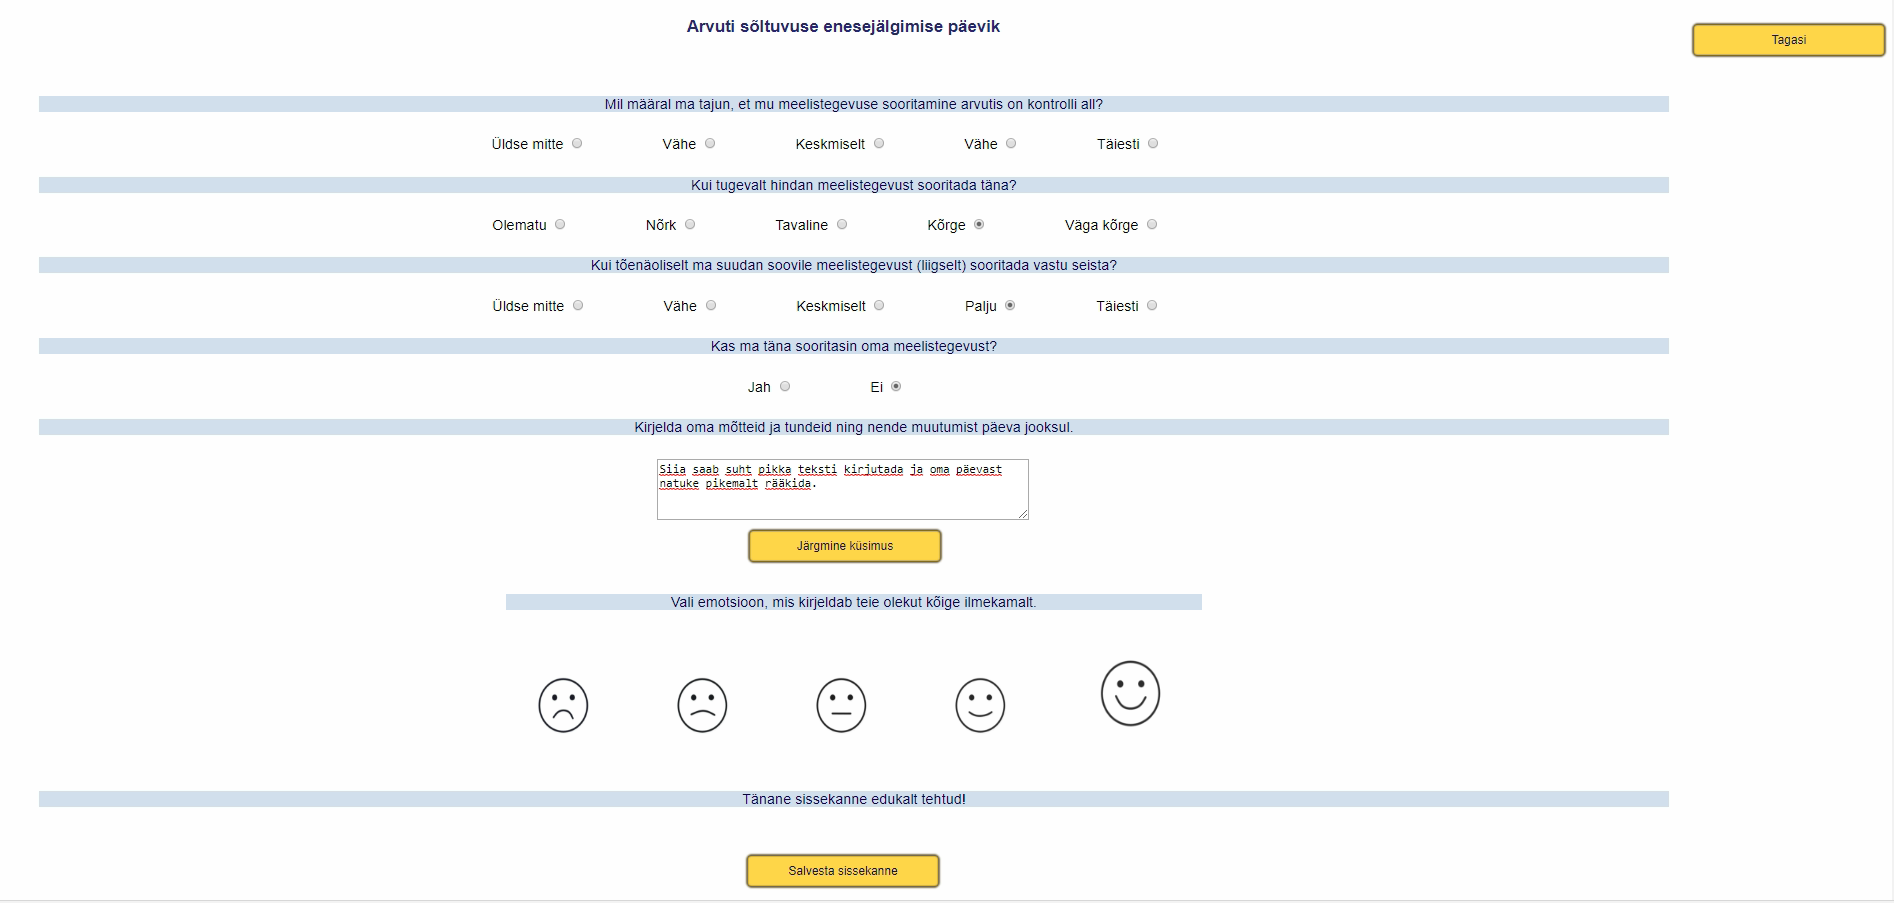 Arvuti sõltuvuse enesejälgimise päevik
Tagasi
Mil määral ma tajun, et mu meelistegevuse sooritamine arvutis on kontrolli all?
Üldse mitte Vähe Keskmiselt Vähe Täiesti
Kui tugevalt hindan meelistegevust sooritada täna?
Olematu Nõrk Tavaline Kõrge Väga kõrge
Kui tõenäoliselt ma suudan soovile meelistegevust (liigselt) sooritada vastu seista?
Üldse mitte Vähe Keskmiselt Palju Täiesti
Kas ma täna sooritasin oma meelistegevust?
Jah Ei
Kirjelda oma mõtteid ja tundeid ning nende muutumist päeva jooksul.
Siia saab suht pikka teksti kirjutada ja oma päevast
natuke pikemalt rääkida.
Järgmine küsimus
Vali emotsioon, mis kirjeldab teie olekut kõige ilmekamalt.
Tänane sissekanne edukalt tehtud!
Salvesta sissekanne